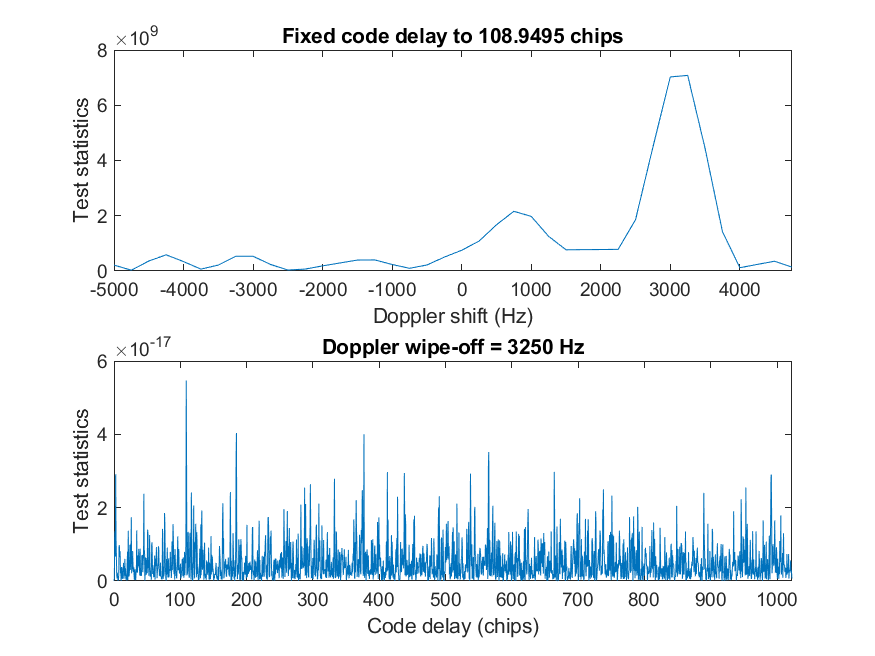 ×10^9
Fixed code delay to 108.9495 chips
8
6
4
2
0
Test statistics
-5000 -4000 -3000 -2000 -1000 0 1000 2000 3000 4000
Doppler shift (Hz)
×10^-17
Doppler wipe-off = 3250 Hz
6
4
2
0
Test statistics
0 100 200 300 400 500 600 700 800 900 1000
Code delay (chips)